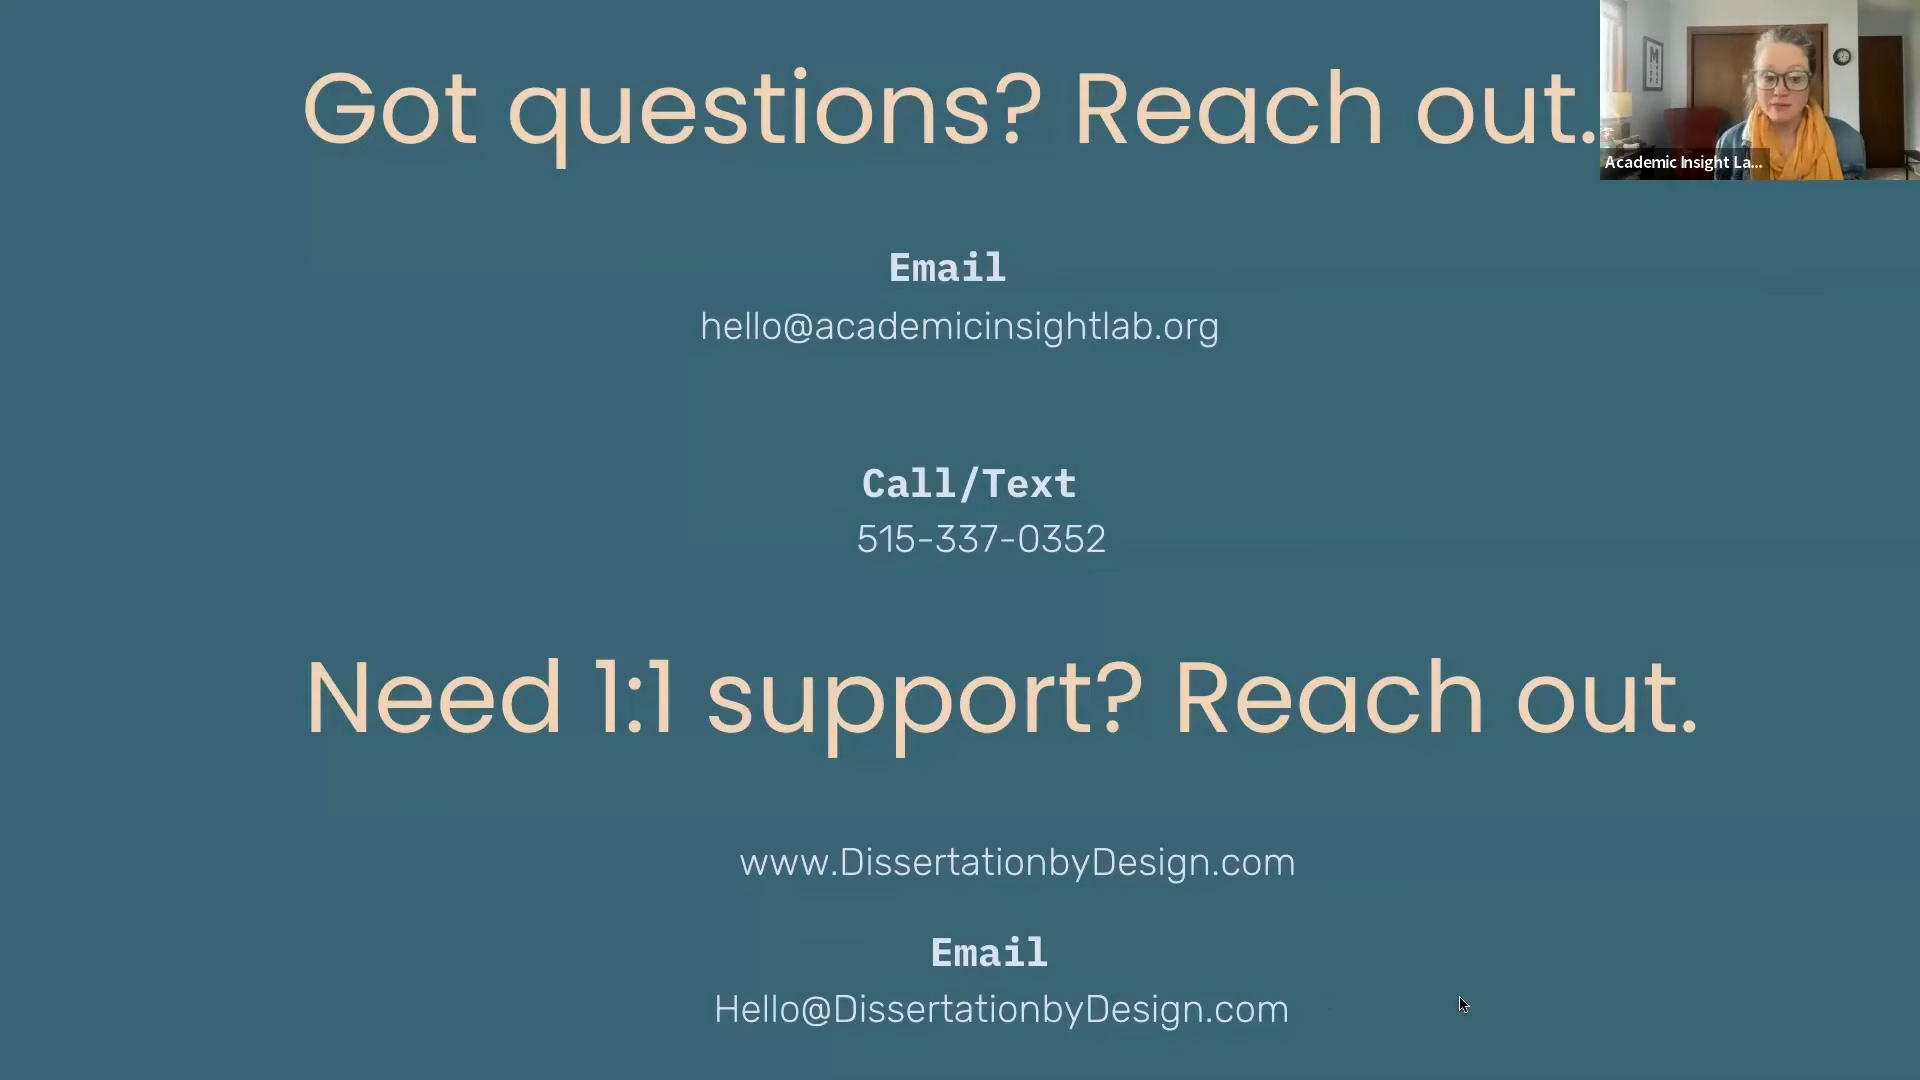 Got questions? Reach out.
Academic Insight La...
Email
hello@academicinsightlab.org
Call/Text
515-337-0352
Need 1:1 support? Reach out.
www.DissertationbyDesign.com
Email
Hello@DissertationbyDesign.com